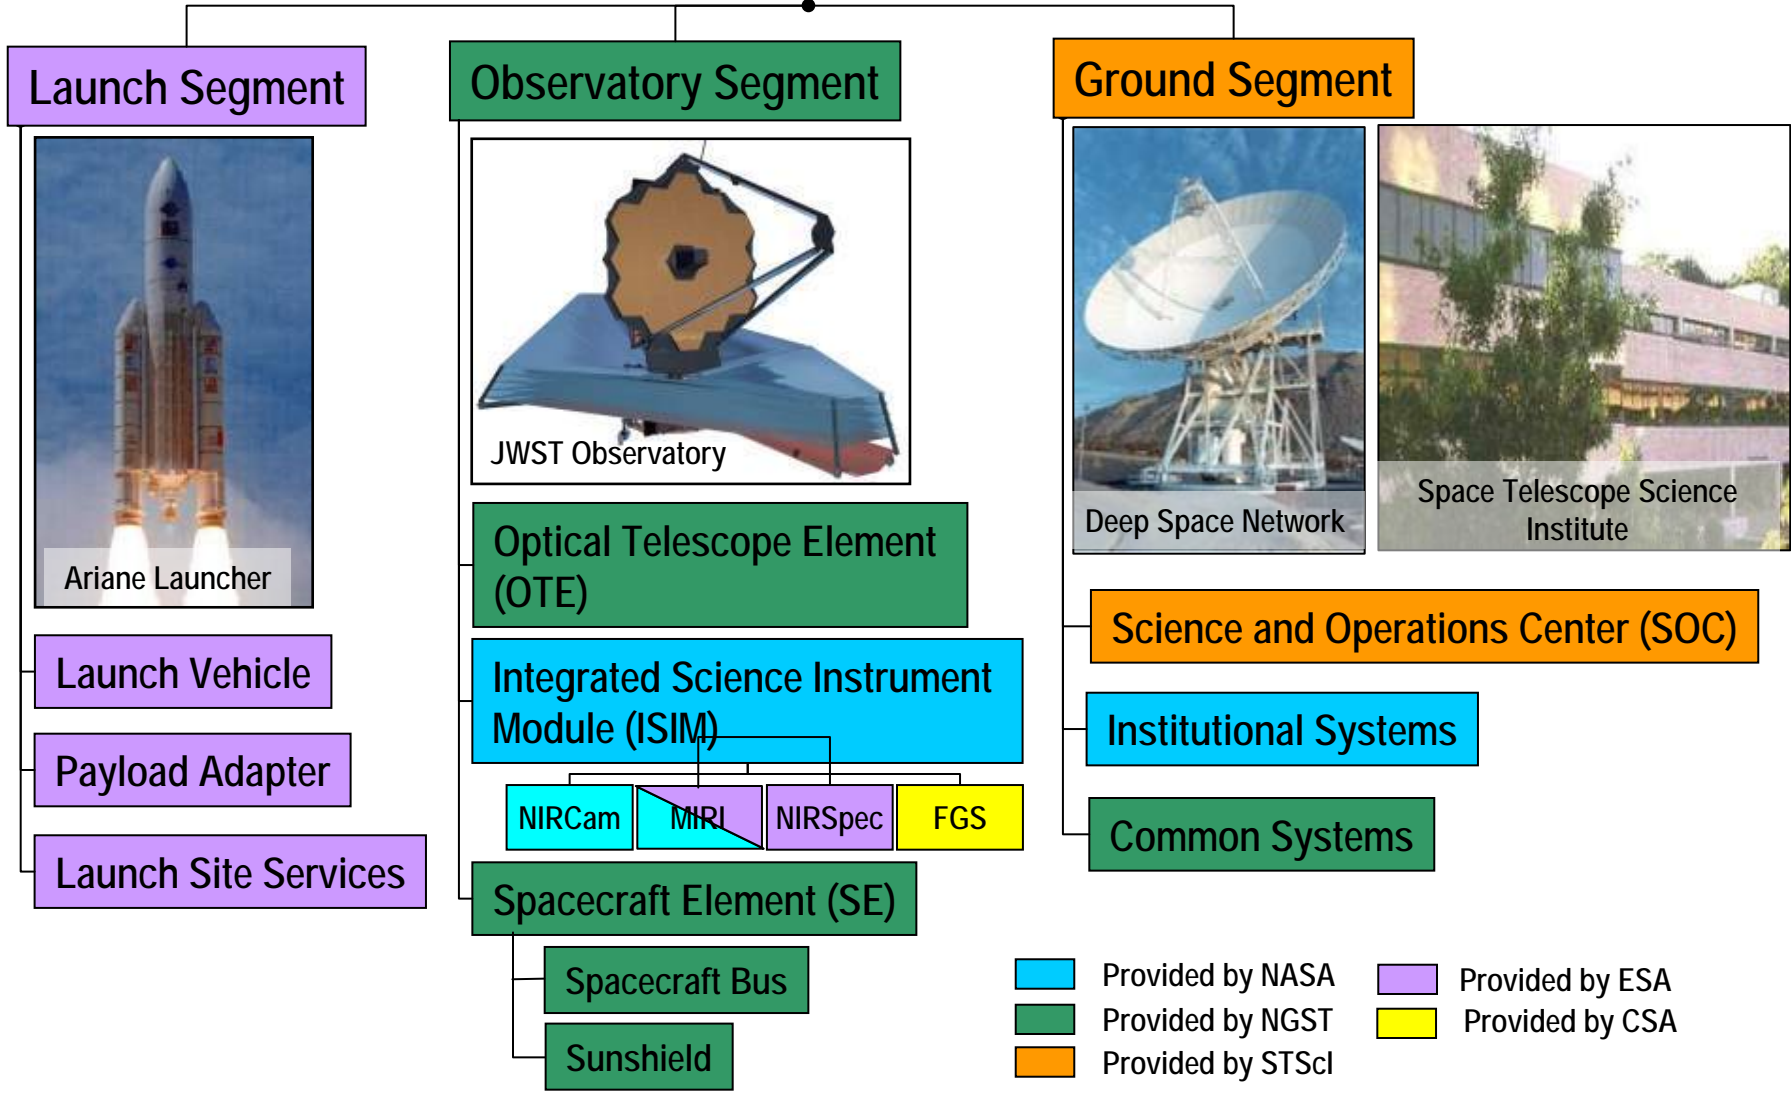 Launch Segment
Ariane Launcher
Launch Vehicle
Payload Adapter
Launch Site Services
Observatory Segment
JWST Observatory
Optical Telescope Element
(OTE)
Integrated Science Instrument
Module (ISIM)
NIRCam
MIRI
NIRSpec
FGS
Spacecraft Element (SE)
Spacecraft Bus
Sunshield
Ground Segment
Deep Space Network
Space Telescope Science
Institute
Science and Operations Center (SOC)
Institutional Systems
Common Systems
Provided by NASA
Provided by NGST
Provided by STScI
Provided by ESA
Provided by CSA